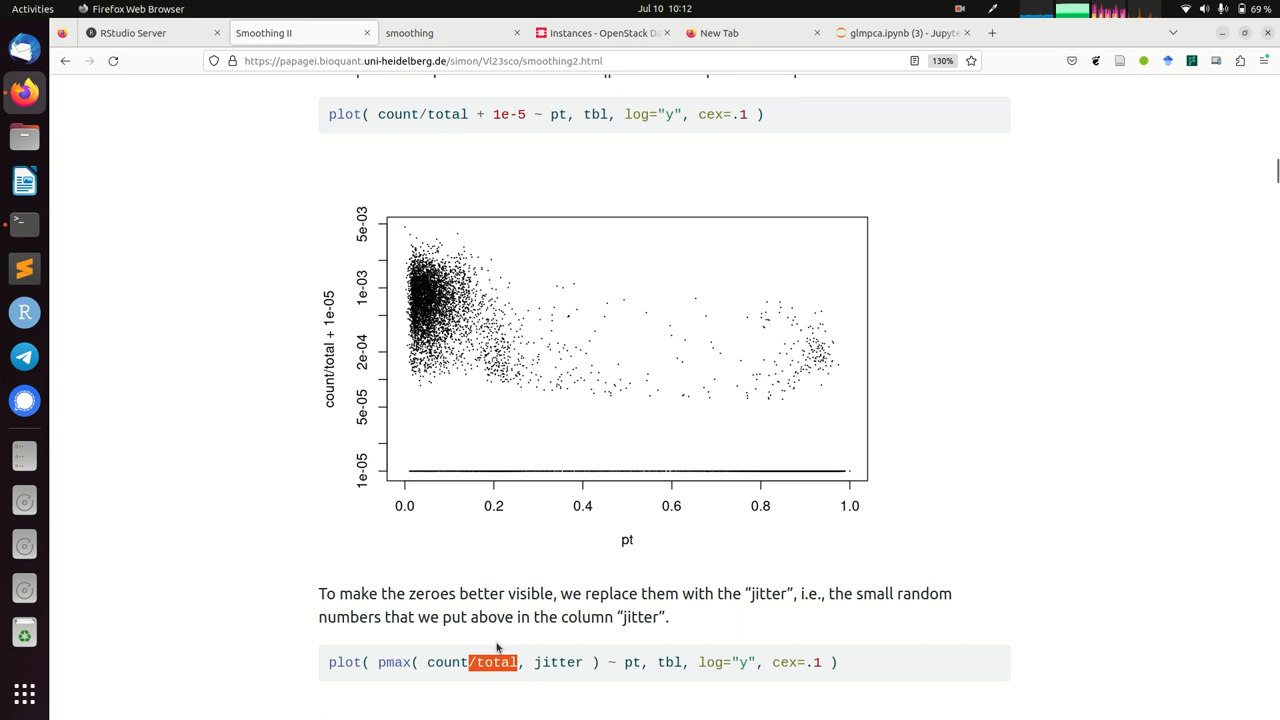 Activities
Firefox Web Browser
Jul 10 10:12
69 %
RStudio Server
Smoothing II
smoothing
Instances - OpenStack Da
New Tab
glmpca.ipynb (3) - Jupyte
https://papagei.bioquant.uni-heidelberg.de/simon/Vl23sco/smoothing2.html
130%
plot( count/total + 1e-5 ~ pt, tbl, log="y", cex=.1 )
count/total + 1e-05
5e-03
1e-03
2e-04
5e-05
1e-05
0.0 0.2 0.4 0.6 0.8 1.0
pt
To make the zeroes better visible, we replace them with the “jitter”, i.e., the small random
numbers that we put above in the column “jitter”.
plot( pmax( count/total, jitter ) ~ pt, tbl, log="y", cex=.1 )